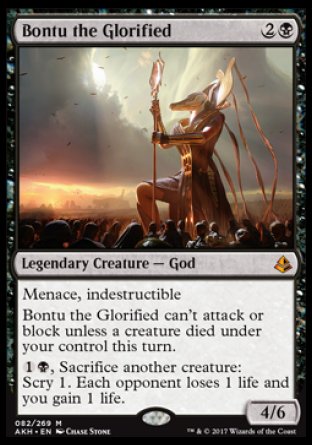 Bontu the Glorified 2
Legendary Creature — God
Menace, indestructible
Bontu the Glorified can't attack or
block unless a creature died under
your control this turn.
1, Sacrifice another creature:
Scry 1. Each opponent loses 1 life and
you gain 1 life.
4/6
082/269 M
AKH • EN Chase Stone
™ & © 2017 Wizards of the Coast